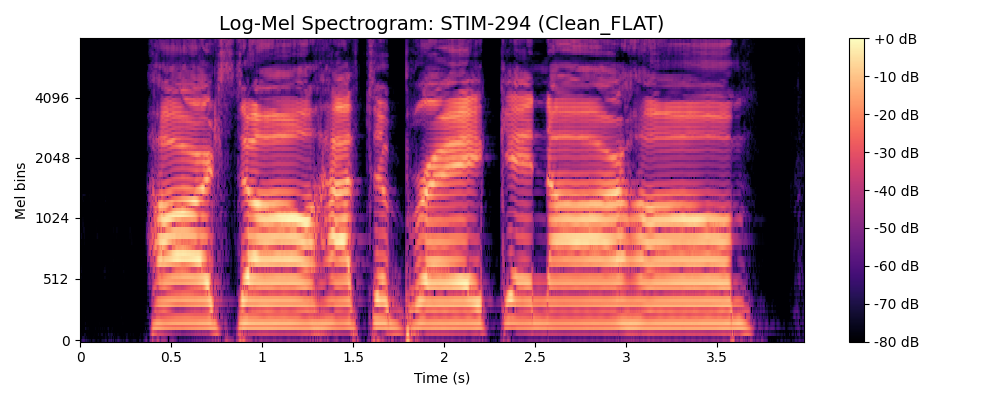 Log-Mel Spectrogram: STIM-294 (Clean_FLAT)
+0 dB
-10 dB
-20 dB
-30 dB
-40 dB
-50 dB
-60 dB
-70 dB
-80 dB
Mel bins
4096
2048
1024
512
0
0 0.5 1 1.5 2 2.5 3 3.5
Time (s)